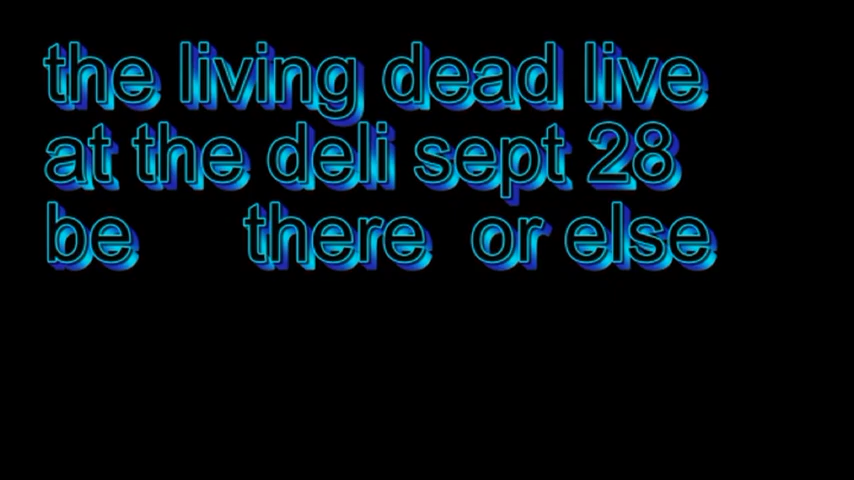 the living dead live
at the deli sept 28
be there or else